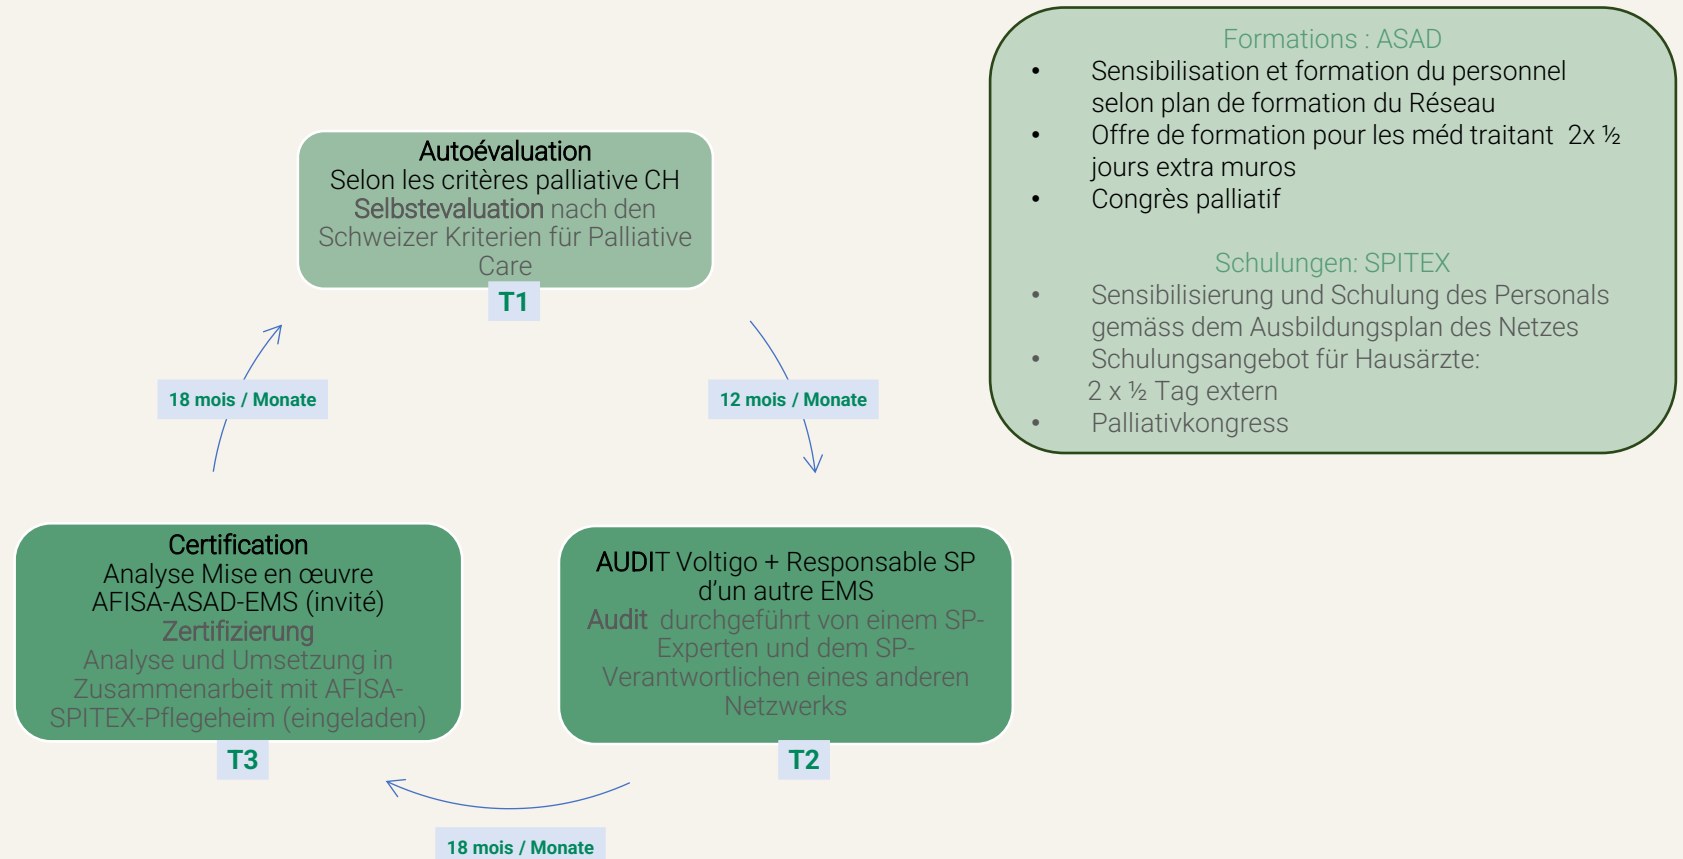 Autoévaluation
Selon les critères palliative CH
Selbstevaluation nach den
Schweizer Kriterien für Palliative
Care
T1
12 mois / Monate
AUDIT Voltigo + Responsable SP
d'un autre EMS
Audit durchgeführt von einem SP-
Experten und dem SP-
Verantwortlichen eines anderen
Netzwerks
T2
18 mois / Monate
Certification
Analyse Mise en œuvre
AFISA-ASAD-EMS (invité)
Zertifizierung
Analyse und Umsetzung in
Zusammenarbeit mit AFISA-
SPITEX-Pflegeheim (eingeladen)
T3
18 mois / Monate
Formations : ASAD
• Sensibilisation et formation du personnel
selon plan de formation du Réseau
• Offre de formation pour les méd traitant 2x ½
jours extra muros
• Congrès palliatif
Schulungen: SPITEX
• Sensibilisierung und Schulung des Personals
gemäss dem Ausbildungsplan des Netzes
• Schulungsangebot für Hausärzte:
2 x ½ Tag extern
• Palliativkongress